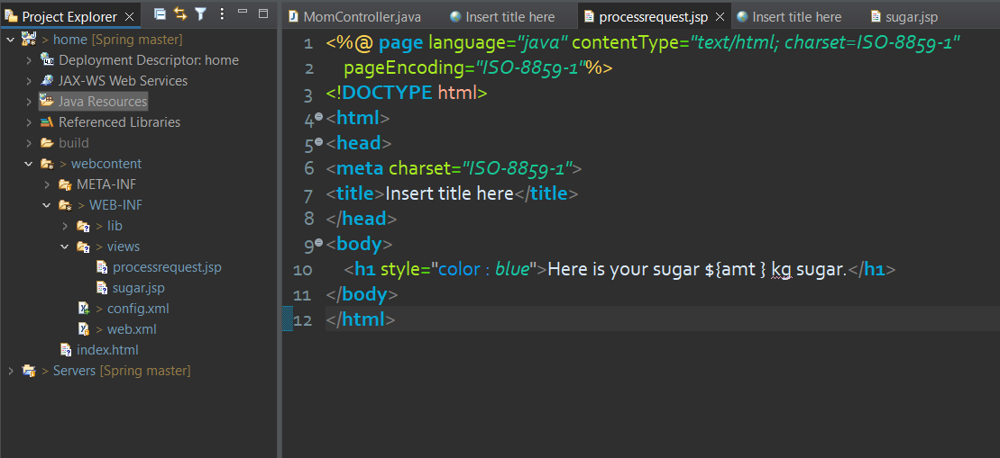 Project Explorer
home [Spring master]
Deployment Descriptor: home
JAX-WS Web Services
Java Resources
Referenced Libraries
build
webcontent
META-INF
WEB-INF
lib
views
processrequest.jsp
sugar.jsp
config.xml
web.xml
index.html
Servers [Spring master]
MomController.java
Insert title here
processrequest.jsp
Insert title here
sugar.jsp
1 <%@ page language="java" contentType="text/html; charset=ISO-8859-1"
2 pageEncoding="ISO-8859-1"%>
3 <!DOCTYPE html>
4 <html>
5 <head>
6 <meta charset="ISO-8859-1">
7 <title>Insert title here</title>
8 </head>
9 <body>
10 <h1 style="color : blue">Here is your sugar ${amt } kg sugar.</h1>
11 </body>
12 </html>